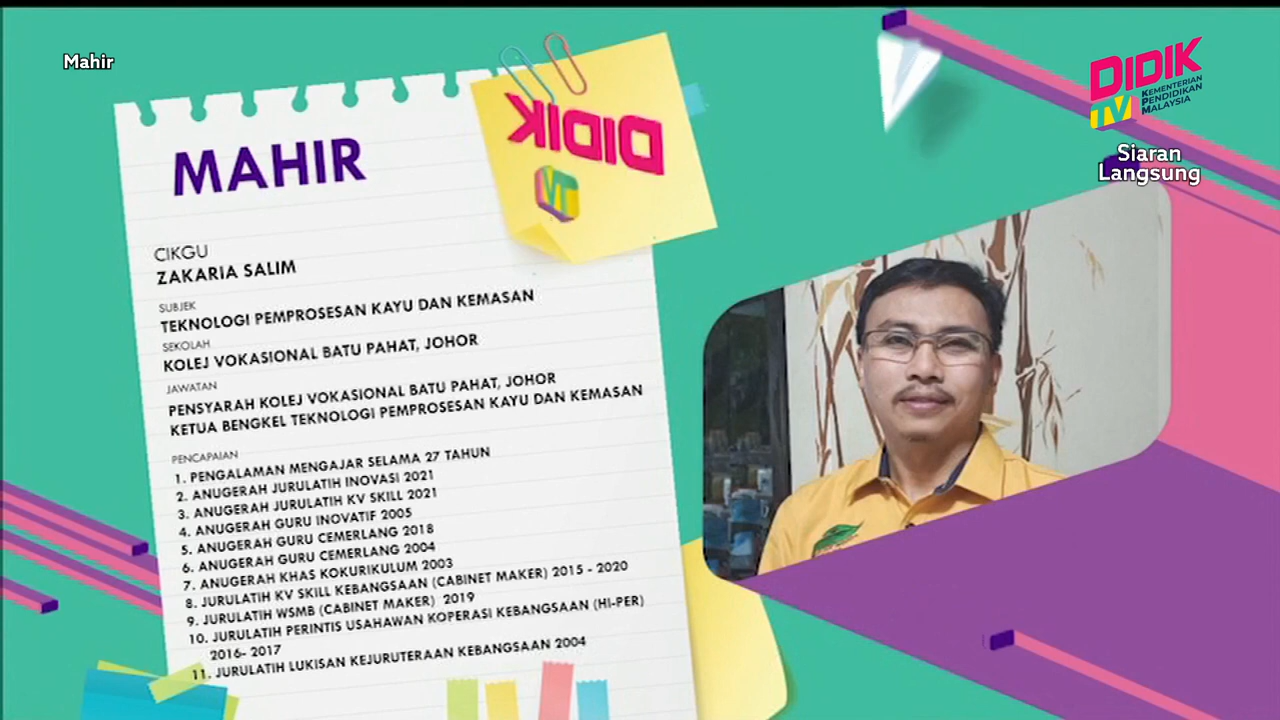 Mahir
DIDIK
TV
KEMENTERIAN
PENDIDIKAN
MALAYSIA
Siaran
Langsung
DIDIK
TV
MAHIR
CIKGU
ZAKARIA SALIM
SUBJEK
TEKNOLOGI PEMPROSESAN KAYU DAN KEMASAN
SEKOLAH
KOLEJ VOKASIONAL BATU PAHAT, JOHOR
JAWATAN
PENSYARAH KOLEJ VOKASIONAL BATU PAHAT, JOHOR
KETUA BENGKEL TEKNOLOGI PEMPROSESAN KAYU DAN KEMASAN
PENCAPAIAN
1. PENGALAMAN MENGAJAR SELAMA 27 TAHUN
2. ANUGERAH JURULATIH INOVASI 2021
3. ANUGERAH JURULATIH KV SKILL 2021
4. ANUGERAH GURU INOVATIF 2005
5. ANUGERAH GURU CEMERLANG 2018
6. ANUGERAH GURU CEMERLANG 2004
7. ANUGERAH KHAS KOKURIKULUM 2003
8. JURULATIH KV SKILL KEBANGSAAN (CABINET MAKER) 2015 - 2020
9. JURULATIH WSMB (CABINET MAKER) 2019
10. JURULATIH PERINTIS USAHAWAN KOPERASI KEBANGSAAN (HI-PER)
2016- 2017
11. JURULATIH LUKISAN KEJURUTERAAN KEBANGSAAN 2004